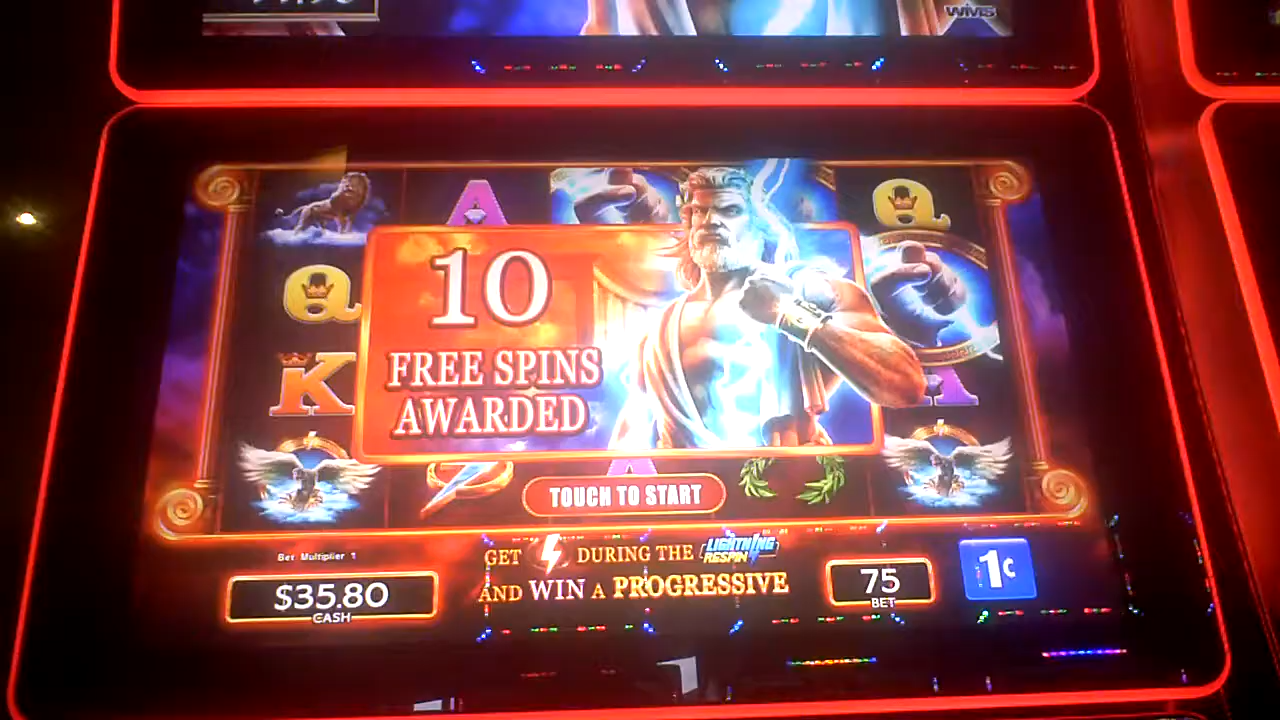 WMS
A
Q
Q
10
FREE SPINS
AWARDED
K
A
TOUCH TO START
Bet Multiplier 1
GET DURING THE LIGHTNING RESPIN
AND WIN A PROGRESSIVE
$35.80
CASH
75
BET
1¢